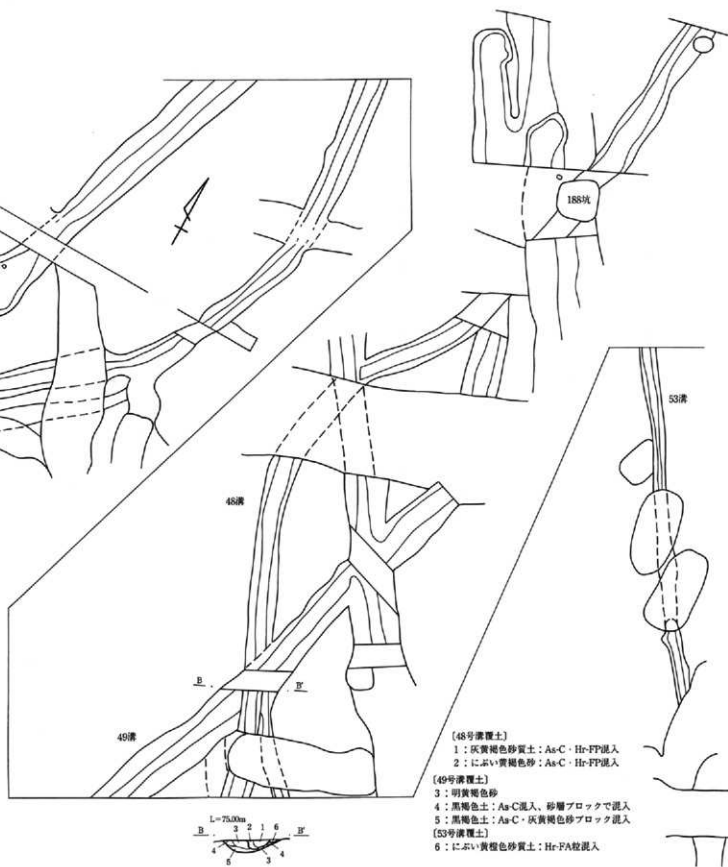 188坑
53溝
48溝
B B'
49溝
〔48号溝覆土〕
1：灰黄褐色砂質土：As-C・Hr-FP混入
2：にぶい黄褐色砂：As-C・Hr-FP混入
〔49号溝覆土〕
3：明黄褐色砂
4：黒褐色土：As-C混入、砂層ブロックで混入
5：黒褐色土：As-C・灰黄褐色砂ブロック混入
〔53号溝覆土〕
6：にぶい黄橙色砂質土：Hr-FA粒混入
L=75.00m
B 3 2 1 6 B'
4 4
5 3